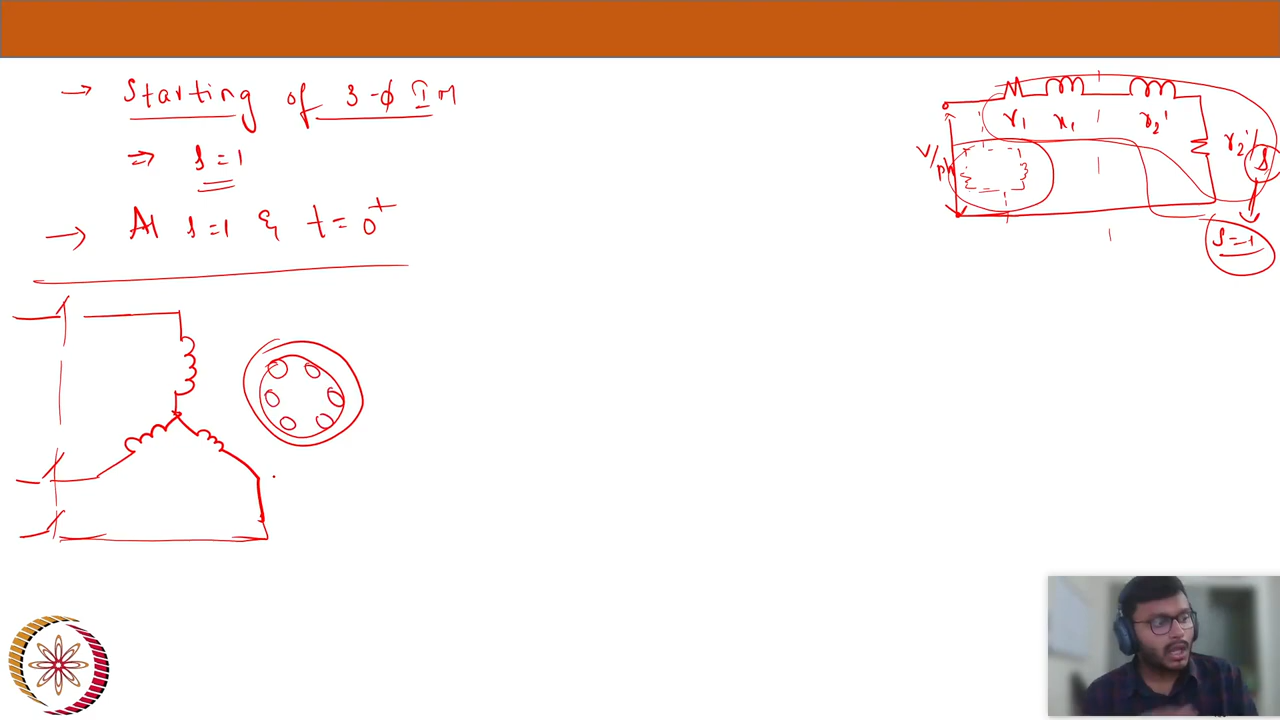 → Starting of 3-ϕ IM
⇒ s=1
→ At s=1 & t=0⁺
r₁ x₁ r₂'
V/ph
r₂'/s
s=1